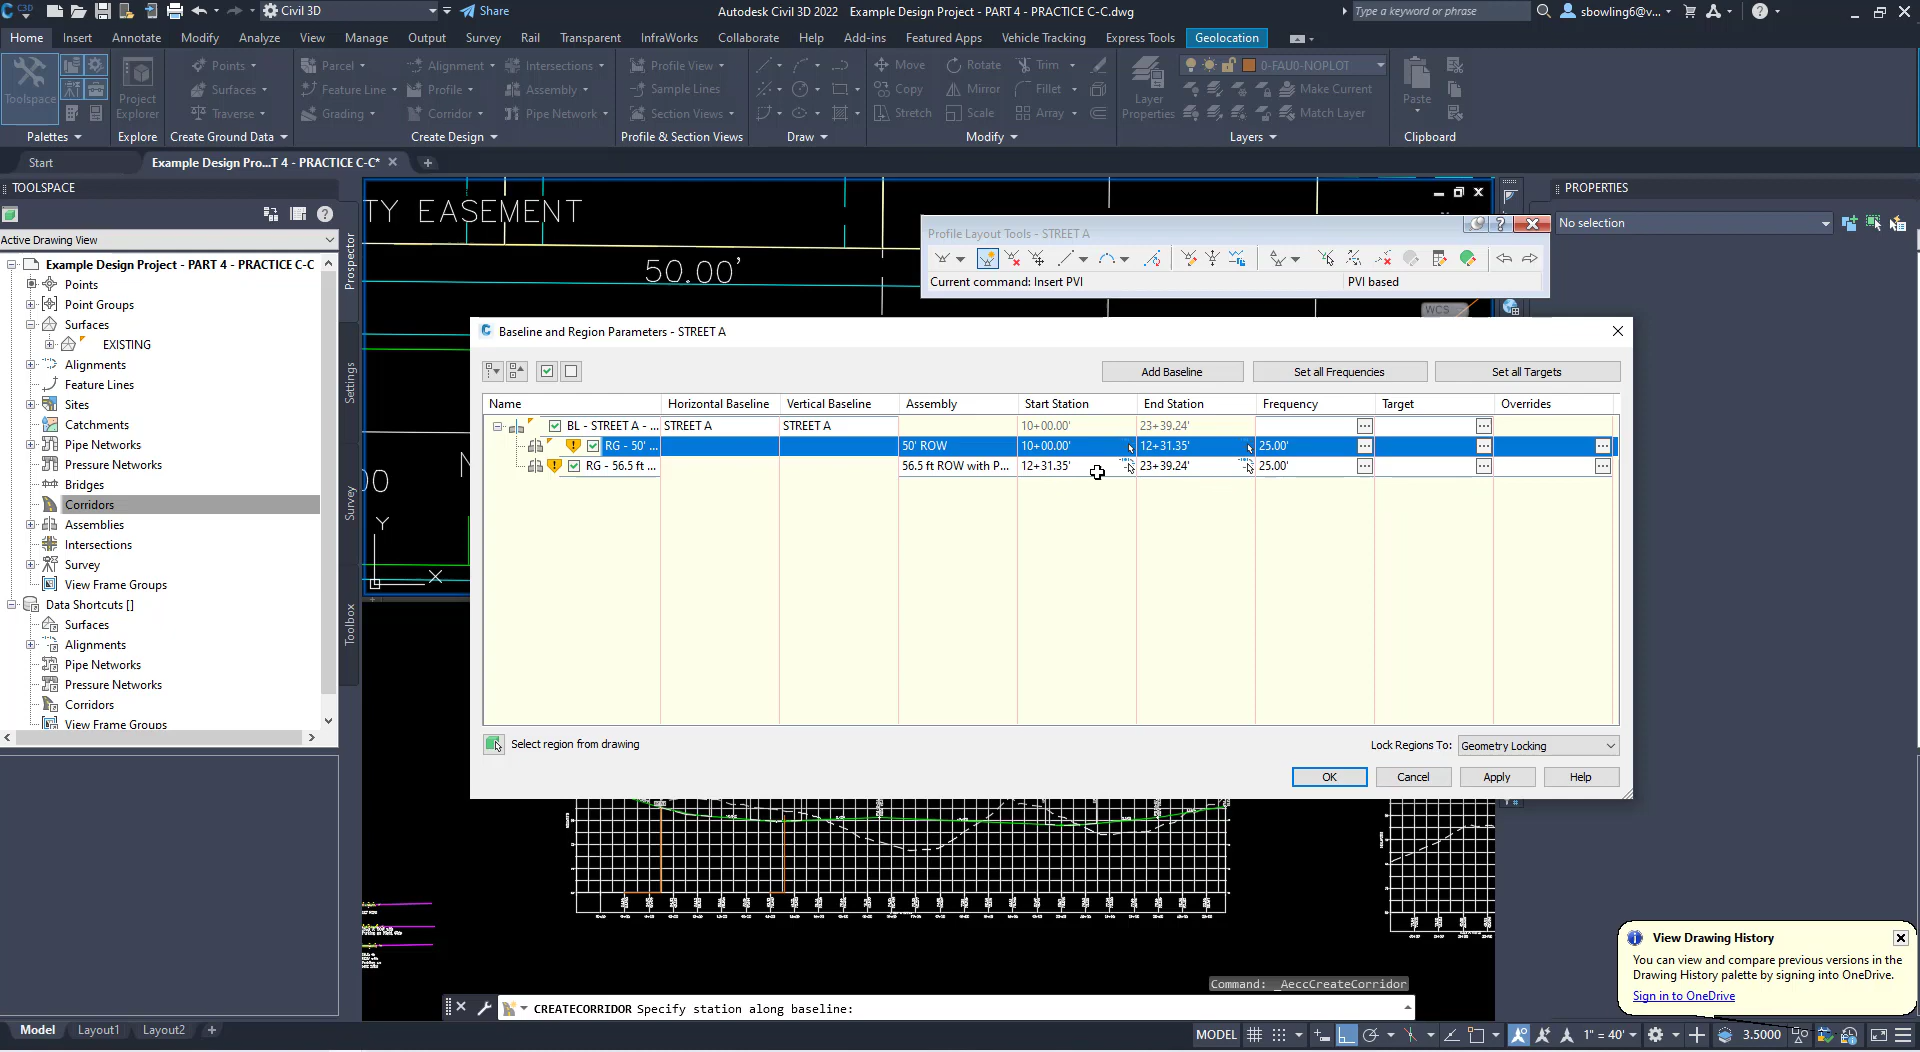 C3D
Civil 3D
Share
Autodesk Civil 3D 2022 Example Design Project - PART 4 - PRACTICE C-C.dwg
Type a keyword or phrase
sbowling6@v...
Home Insert Annotate Modify Analyze View Manage Output Survey Rail Transparent InfraWorks Collaborate Help Add-ins Featured Apps Vehicle Tracking Express Tools Geolocation
Toolspace
Project Explorer
Points
Surfaces
Traverse
Parcel
Feature Line
Grading
Alignment
Profile
Corridor
Intersections
Assembly
Pipe Network
Profile View
Sample Lines
Section Views
Move
Copy
Stretch
Rotate
Mirror
Scale
Trim
Fillet
Array
Layer Properties
0-FAU0-NOPLOT
Make Current
Match Layer
Paste
Palettes
Explore
Create Ground Data
Create Design
Profile & Section Views
Draw
Modify
Layers
Clipboard
Start
Example Design Pro...T 4 - PRACTICE C-C*
TOOLSPACE
Active Drawing View
Example Design Project - PART 4 - PRACTICE C-C
Points
Point Groups
Surfaces
EXISTING
Alignments
Feature Lines
Sites
Catchments
Pipe Networks
Pressure Networks
Bridges
Corridors
Assemblies
Intersections
Survey
View Frame Groups
Data Shortcuts []
Surfaces
Alignments
Pipe Networks
Pressure Networks
Corridors
View Frame Groups
Prospector
Settings
Survey
Toolbox
TY EASEMENT
50.00'
N
00
Y
X
WCS
Profile Layout Tools - STREET A
Current command: Insert PVI
PVI based
PROPERTIES
No selection
Baseline and Region Parameters - STREET A
Add Baseline
Set all Frequencies
Set all Targets
Name Horizontal Baseline Vertical Baseline Assembly Start Station End Station Frequency Target Overrides
BL - STREET A - ... STREET A STREET A 10+00.00' 23+39.24'
RG - 50' ... 50' ROW 10+00.00' 12+31.35' 25.00'
RG - 56.5 ft ... 56.5 ft ROW with P... 12+31.35' 23+39.24' 25.00'
Select region from drawing
Lock Regions To: Geometry Locking
OK
Cancel
Apply
Help
Command: _AeccCreateCorridor
CREATECORRIDOR Specify station along baseline:
View Drawing History
You can view and compare previous versions in the
Drawing History palette by signing into OneDrive.
Sign in to OneDrive
Model Layout1 Layout2
MODEL
1" = 40'
3.5000